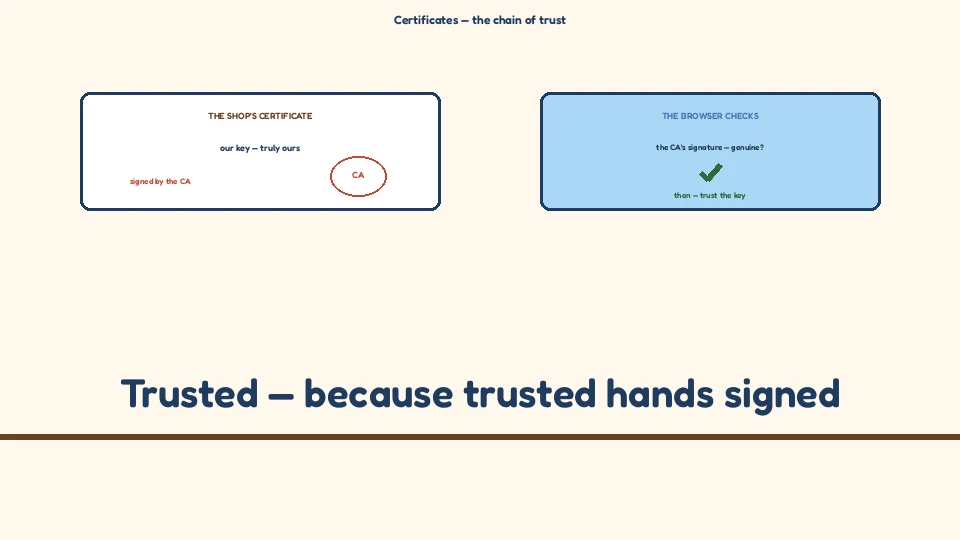 Certificates — the chain of trust
THE SHOP'S CERTIFICATE
our key — truly ours
signed by the CA
CA
THE BROWSER CHECKS
the CA's signature — genuine?
then — trust the key
Trusted — because trusted hands signed